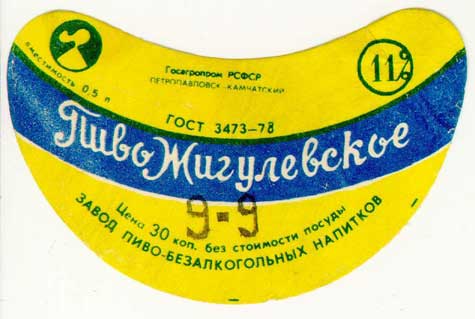 вместимость 0,5 л
Госагропром РСФСР
ПЕТРОПАВЛОВСК-КАМЧАТСКИЙ
11%
ГОСТ 3473-78
Пиво Жигулевское
9-9
Цена 30 коп. без стоимости посуды
ЗАВОД ПИВО-БЕЗАЛКОГОЛЬНЫХ НАПИТКОВ